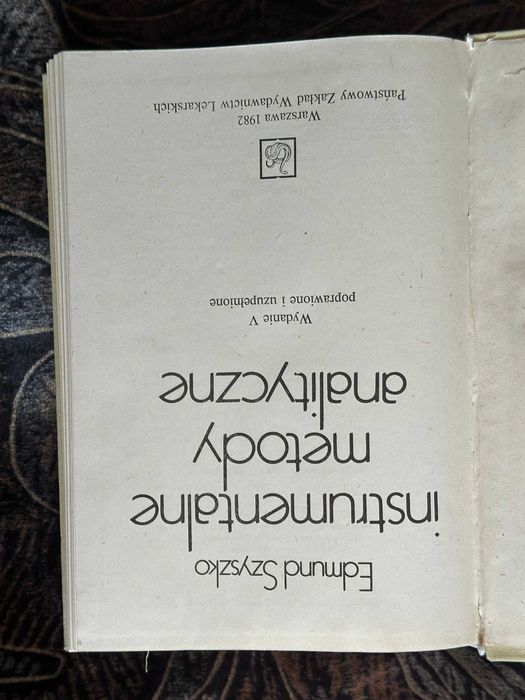 Edmund Szyszko
instrumentalne
metody
analityczne
Wydanie V
poprawione i uzupełnione
Warszawa 1982
Państwowy Zakład Wydawnictw Lekarskich